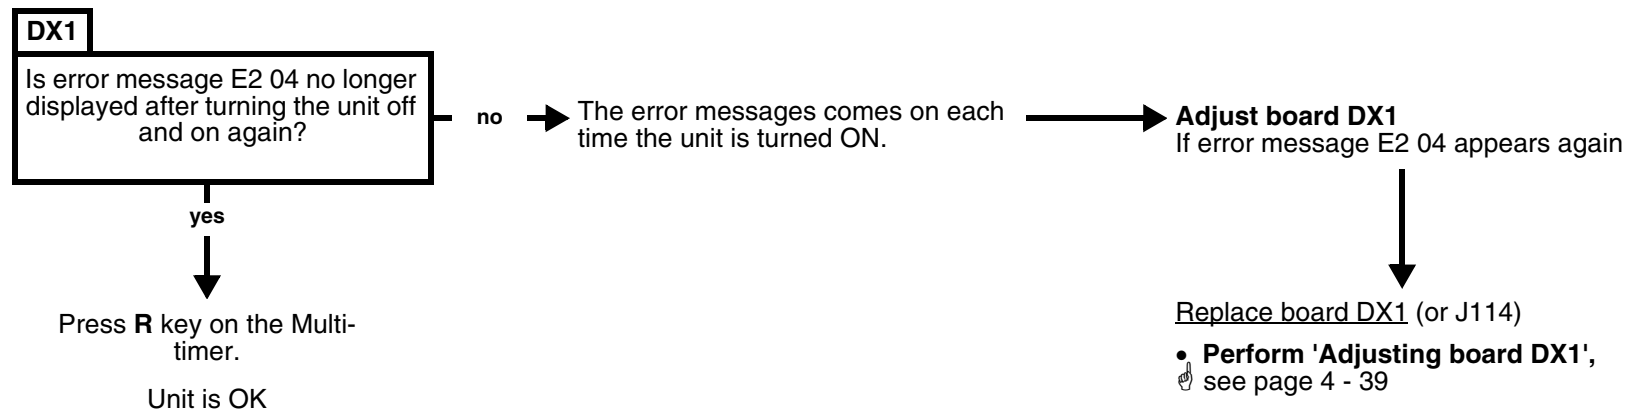 DX1
Is error message E2 04 no longer
displayed after turning the unit off
and on again?
no
The error messages comes on each
time the unit is turned ON.
Adjust board DX1
If error message E2 04 appears again
yes
Press R key on the Multi-
timer.
Unit is OK
Replace board DX1 (or J114)
• Perform 'Adjusting board DX1',
☝ see page 4 - 39